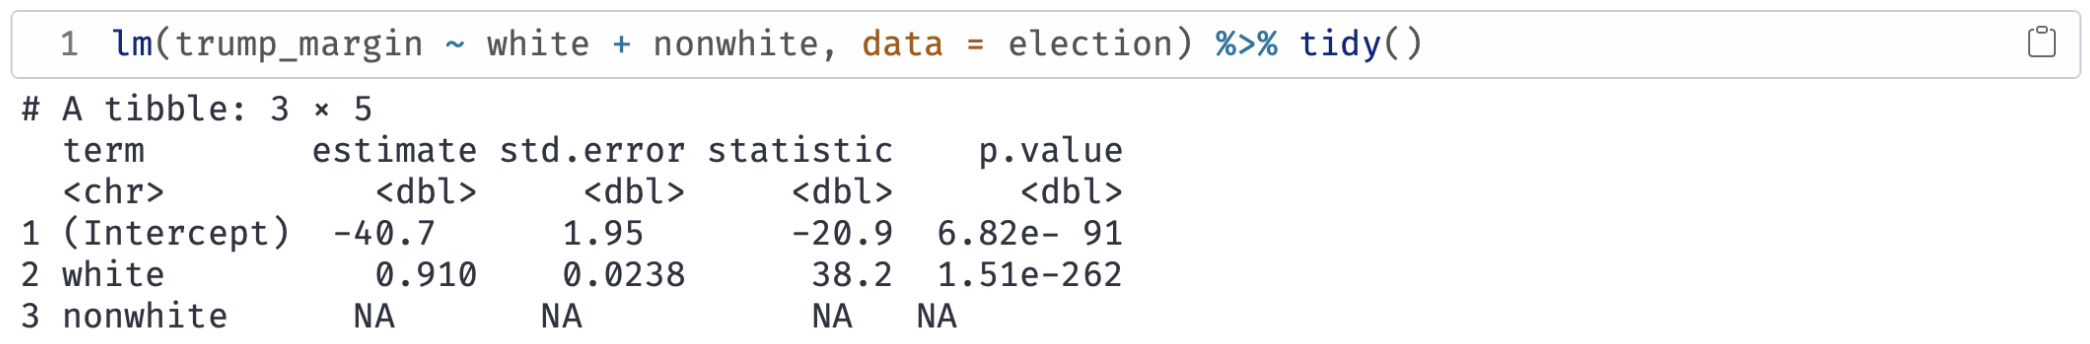 1 lm(trump_margin ~ white + nonwhite, data = election) %>% tidy()
# A tibble: 3 × 5
  term        estimate std.error statistic    p.value
  <chr>          <dbl>     <dbl>     <dbl>      <dbl>
1 (Intercept)  -40.7      1.95       -20.9  6.82e- 91
2 white          0.910    0.0238      38.2  1.51e-262
3 nonwhite      NA       NA           NA   NA